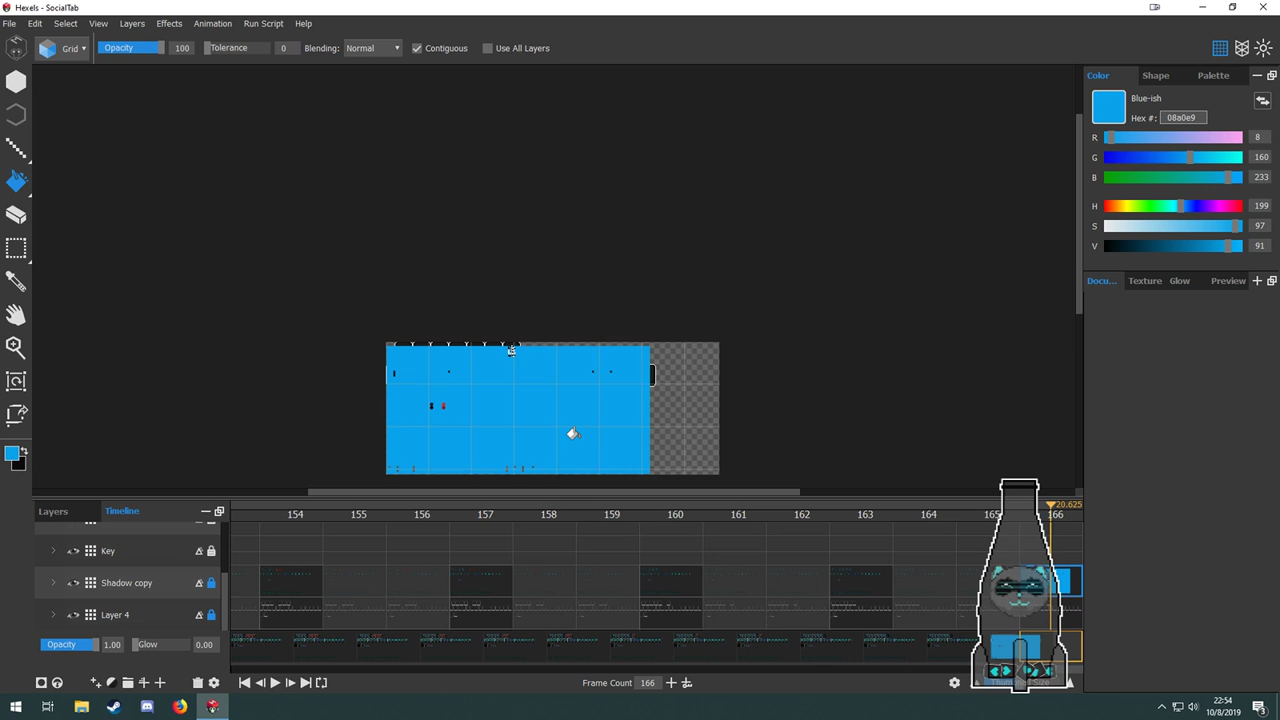 Hexels - SocialTab
File Edit Select View Layers Effects Animation Run Script Help
Grid Opacity 100 Tolerance 0 Blending: Normal Contiguous Use All Layers
Color Shape Palette
Blue-ish
Hex #: 08a0e9
R 8
G 160
B 233
H 199
S 97
V 91
Docu... Texture Glow Preview
Layers Timeline
20.625
154 155 156 157 158 159 160 161 162 163 164 165 166
Key
Shadow copy
Layer 4
Opacity 1.00 Glow 0.00
Frame Count 166
Size
22:54
10/8/2019
3